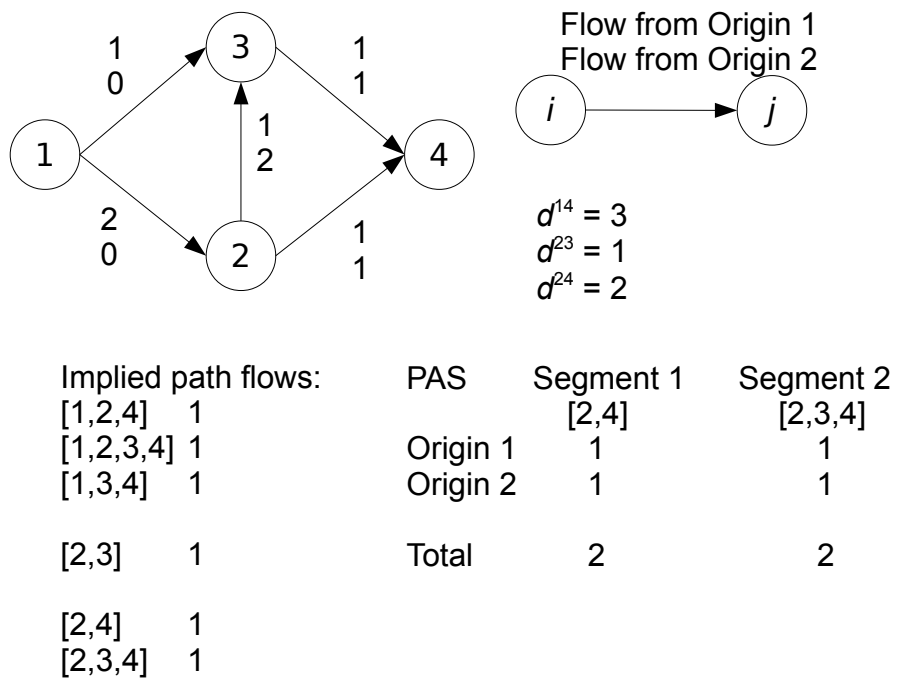 1
0
3
1
1
Flow from Origin 1
Flow from Origin 2
i
j
1
1
2
4
2
0
2
1
1
d¹⁴ = 3
d²³ = 1
d²⁴ = 2
Implied path flows:
[1,2,4] 1
[1,2,3,4] 1
[1,3,4] 1
[2,3] 1
[2,4] 1
[2,3,4] 1
PAS Segment 1 Segment 2
[2,4] [2,3,4]
Origin 1 1 1
Origin 2 1 1
Total 2 2